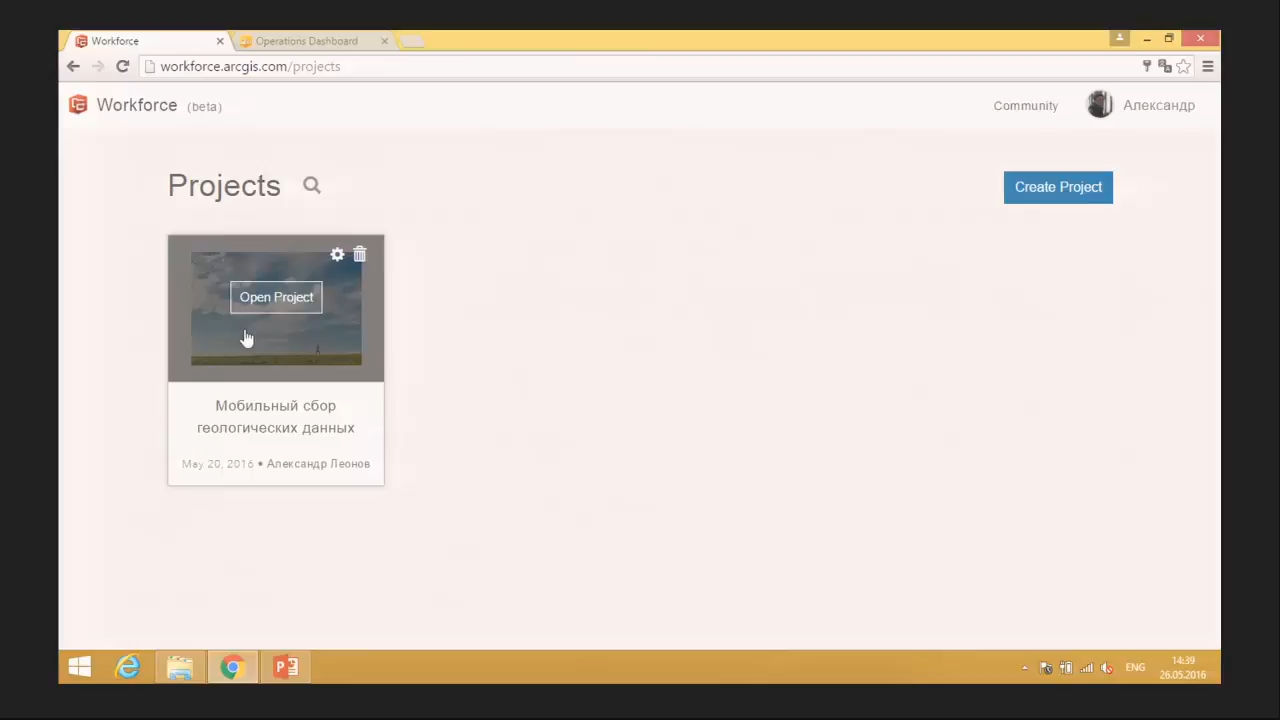 Workforce
Operations Dashboard
workforce.arcgis.com/projects
Workforce (beta)
Community
Александр
Projects
Create Project
Open Project
Мобильный сбор
геологических данных
May 20, 2016 • Александр Леонов
ENG
14:39
26.05.2016